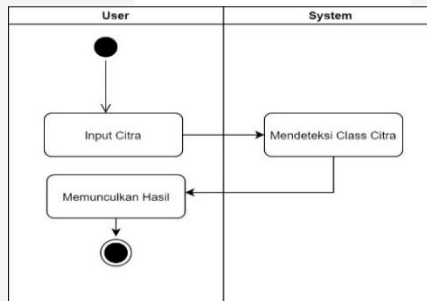 User
System
Input Citra
Mendeteksi Class Citra
Memunculkan Hasil